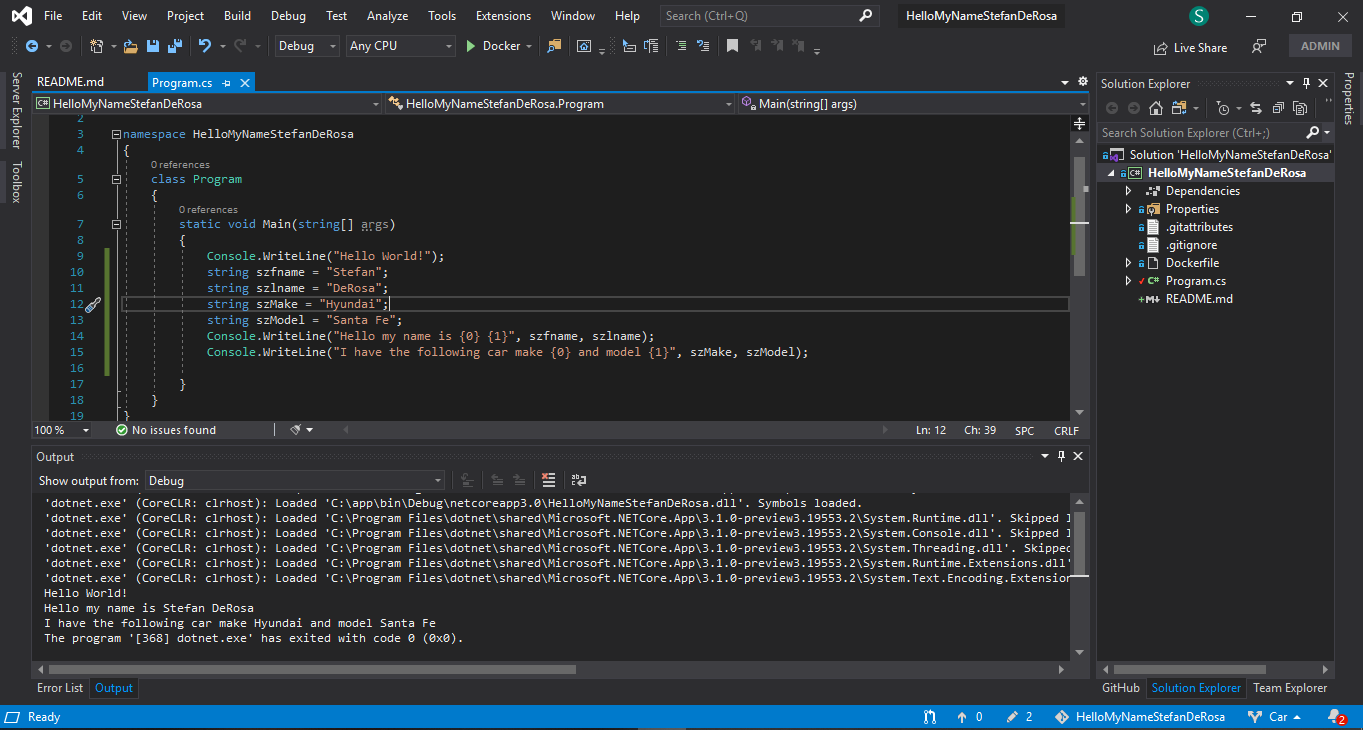 File Edit View Project Build Debug Test Analyze Tools Extensions Window Help Search (Ctrl+Q) HelloMyNameStefanDeRosa S
Debug Any CPU Docker Live Share ADMIN
Server Explorer
Toolbox
README.md Program.cs
C# HelloMyNameStefanDeRosa HelloMyNameStefanDeRosa.Program Main(string[] args)
2
3 namespace HelloMyNameStefanDeRosa
4 {
0 references
5 class Program
6 {
0 references
7 static void Main(string[] args)
8 {
9 Console.WriteLine("Hello World!");
10 string szfname = "Stefan";
11 string szlname = "DeRosa";
12 string szMake = "Hyundai";
13 string szModel = "Santa Fe";
14 Console.WriteLine("Hello my name is {0} {1}", szfname, szlname);
15 Console.WriteLine("I have the following car make {0} and model {1}", szMake, szModel);
16
17 }
18 }
19 }
100 % No issues found Ln: 12 Ch: 39 SPC CRLF
Output
Show output from: Debug
'dotnet.exe' (CoreCLR: clrhost): Loaded 'C:\app\bin\Debug\netcoreapp3.0\HelloMyNameStefanDeRosa.dll'. Symbols loaded.
'dotnet.exe' (CoreCLR: clrhost): Loaded 'C:\Program Files\dotnet\shared\Microsoft.NETCore.App\3.1.0-preview3.19553.2\System.Runtime.dll'. Skipped
'dotnet.exe' (CoreCLR: clrhost): Loaded 'C:\Program Files\dotnet\shared\Microsoft.NETCore.App\3.1.0-preview3.19553.2\System.Console.dll'. Skipped
'dotnet.exe' (CoreCLR: clrhost): Loaded 'C:\Program Files\dotnet\shared\Microsoft.NETCore.App\3.1.0-preview3.19553.2\System.Threading.dll'. Skipped
'dotnet.exe' (CoreCLR: clrhost): Loaded 'C:\Program Files\dotnet\shared\Microsoft.NETCore.App\3.1.0-preview3.19553.2\System.Runtime.Extensions.dll'
'dotnet.exe' (CoreCLR: clrhost): Loaded 'C:\Program Files\dotnet\shared\Microsoft.NETCore.App\3.1.0-preview3.19553.2\System.Text.Encoding.Extension
Hello World!
Hello my name is Stefan DeRosa
I have the following car make Hyundai and model Santa Fe
The program '[368] dotnet.exe' has exited with code 0 (0x0).
Error List Output
Solution Explorer
Search Solution Explorer (Ctrl+;)
Solution 'HelloMyNameStefanDeRosa'
C# HelloMyNameStefanDeRosa
Dependencies
Properties
.gitattributes
.gitignore
Dockerfile
C# Program.cs
README.md
GitHub Solution Explorer Team Explorer
Properties
Ready 0 2 HelloMyNameStefanDeRosa Car 2